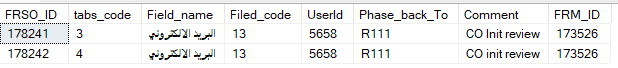 FRSO_ID tabs_code Field_name Filed_code UserId Phase_back_To Comment FRM_ID
178241 3 البريد الالكتروني 13 5658 R111 CO Init review 173526
178242 4 البريد الالكتروني 13 5658 R111 CO Init review 173526